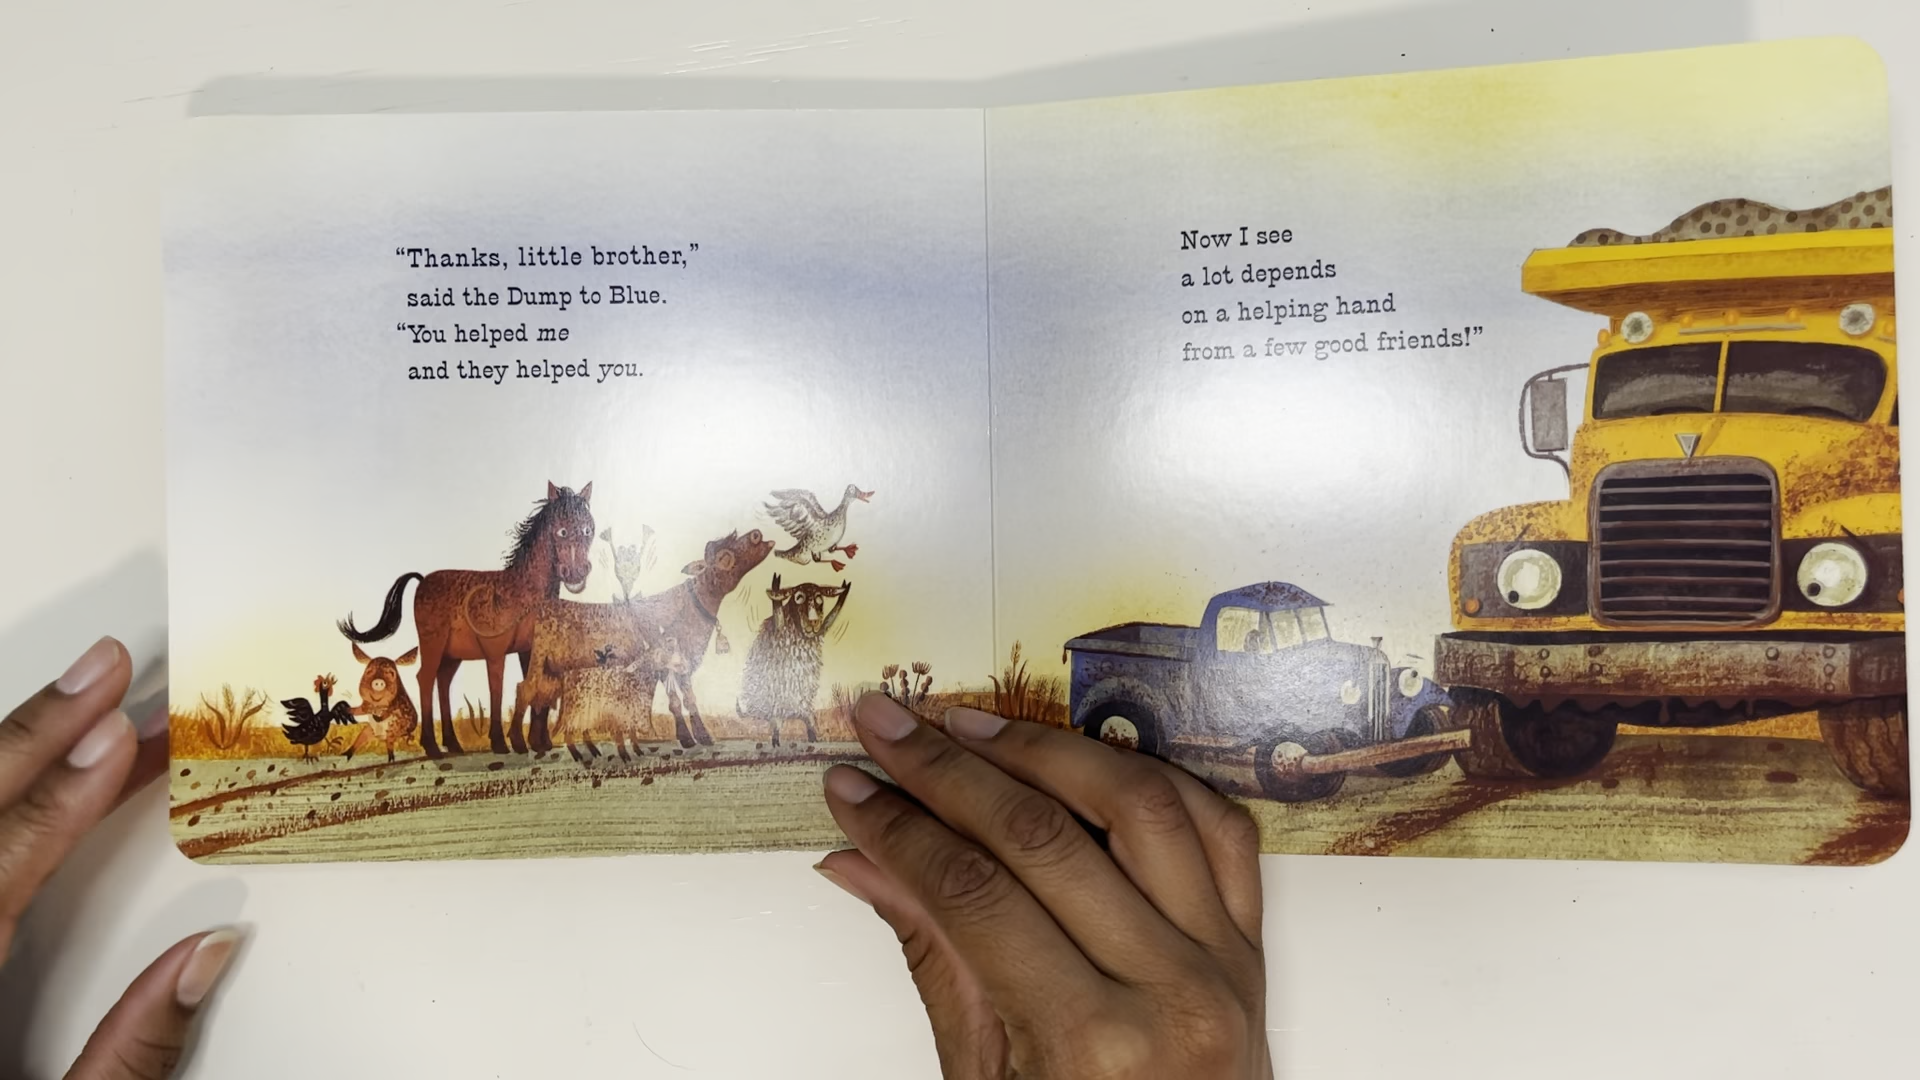 “Thanks, little brother,”
said the Dump to Blue.
“You helped me
and they helped you.
Now I see
a lot depends
on a helping hand
from a few good friends!”